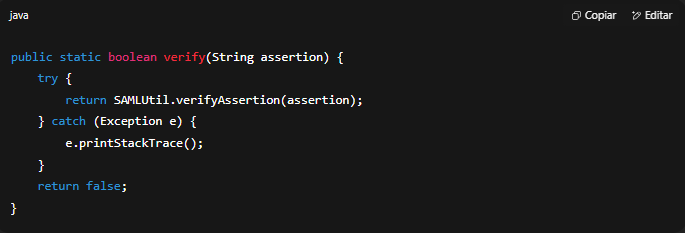 java
Copiar
Editar
public static boolean verify(String assertion) {
    try {
        return SAMLUtil.verifyAssertion(assertion);
    } catch (Exception e) {
        e.printStackTrace();
    }
    return false;
}